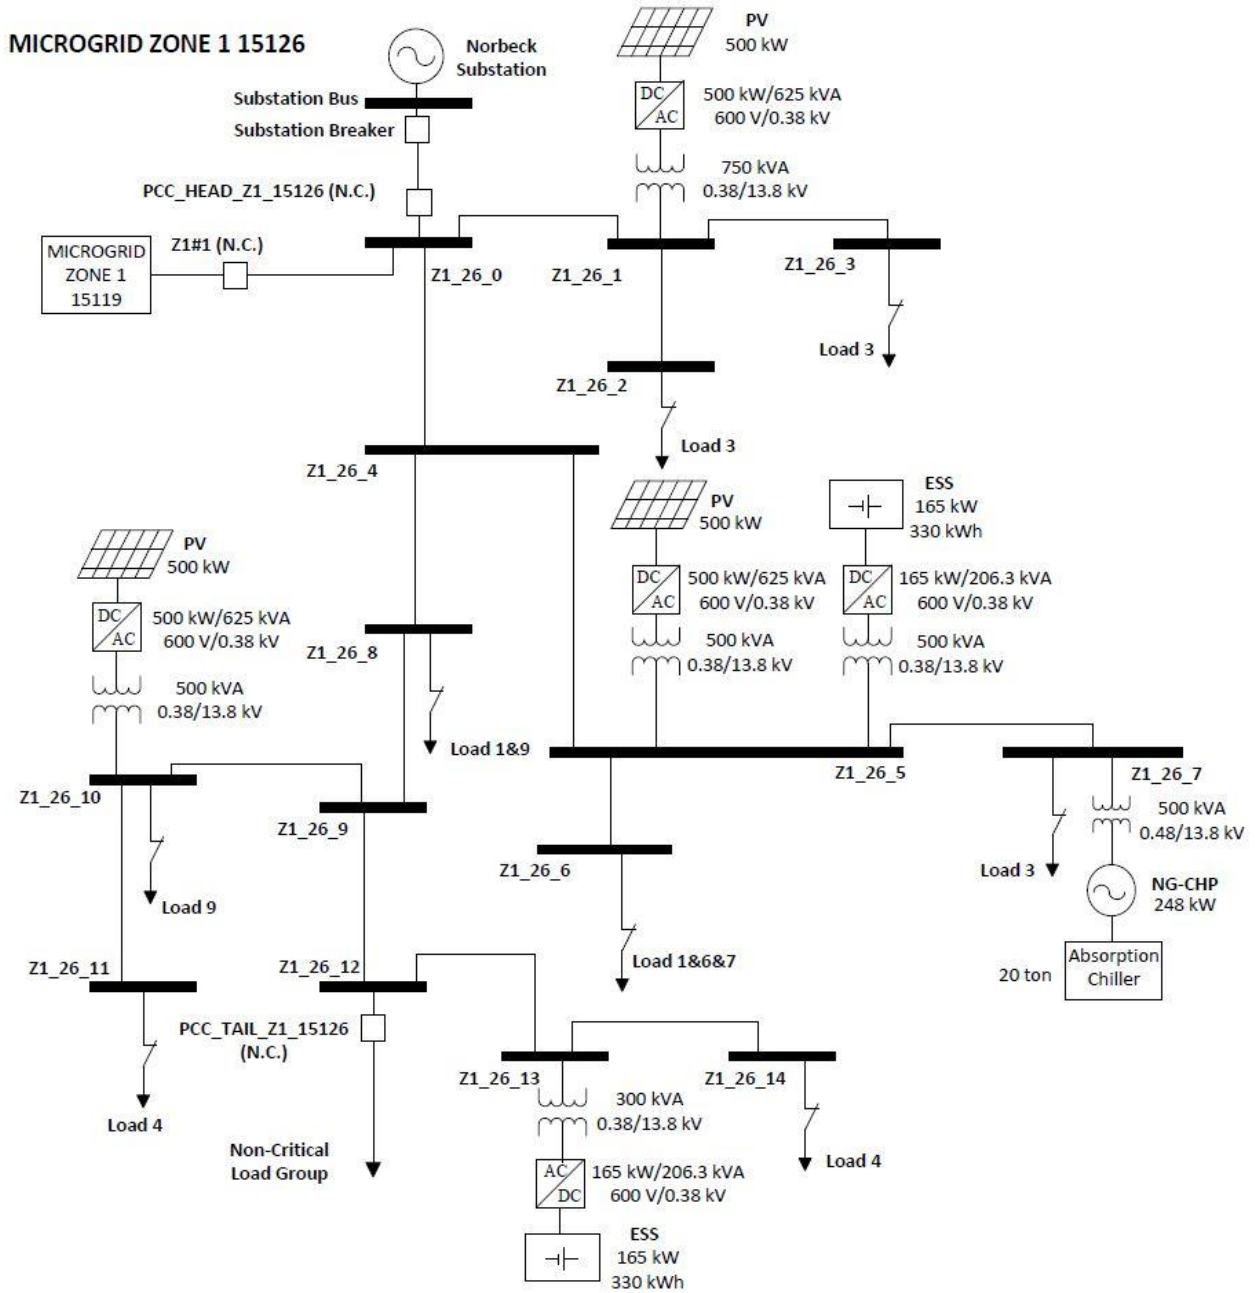 MICROGRID ZONE 1 15126
Norbeck
Substation
Substation Bus
Substation Breaker
PCC_HEAD_Z1_15126 (N.C.)
Z1#1 (N.C.)
MICROGRID
ZONE 1
15119
Z1_26_0
PV
500 kW
DC
AC
500 kW/625 kVA
600 V/0.38 kV
750 kVA
0.38/13.8 kV
Z1_26_1
Z1_26_3
Load 3
Z1_26_2
Load 3
Z1_26_4
PV
500 kW
DC
AC
500 kW/625 kVA
600 V/0.38 kV
500 kVA
0.38/13.8 kV
ESS
165 kW
330 kWh
DC
AC
165 kW/206.3 kVA
600 V/0.38 kV
500 kVA
0.38/13.8 kV
PV
500 kW
DC
AC
500 kW/625 kVA
600 V/0.38 kV
500 kVA
0.38/13.8 kV
Z1_26_8
Load 1&9
Z1_26_5
Z1_26_7
500 kVA
0.48/13.8 kV
Load 3
NG-CHP
248 kW
20 ton
Absorption
Chiller
Z1_26_10
Z1_26_9
Load 9
Z1_26_6
Load 1&6&7
Z1_26_11
Load 4
Z1_26_12
PCC_TAIL_Z1_15126
(N.C.)
Non-Critical
Load Group
Z1_26_13
300 kVA
0.38/13.8 kV
AC
DC
165 kW/206.3 kVA
600 V/0.38 kV
ESS
165 kW
330 kWh
Z1_26_14
Load 4